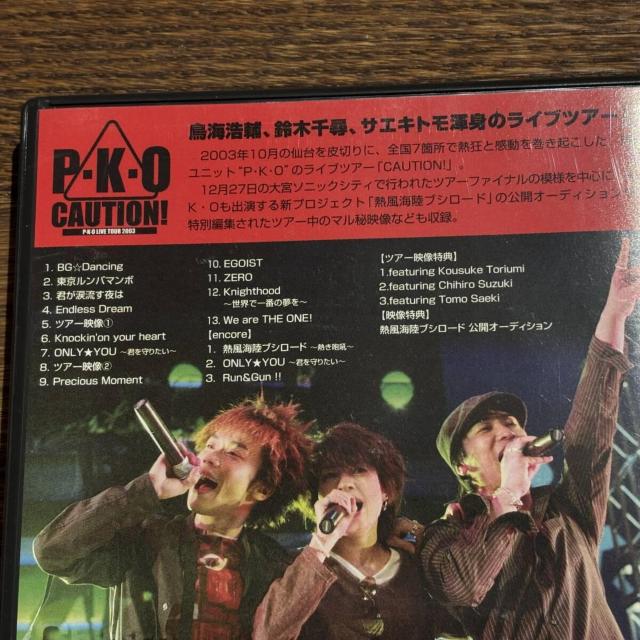 P・K・O
CAUTION!
P・K・O LIVE TOUR 2003
鳥海浩輔、鈴木千尋、サエキトモ渾身のライブツアー
2003年10月の仙台を皮切りに、全国7箇所で熱狂と感動を巻き起こした
ユニット"P・K・O"のライブツアー「CAUTION!」。
12月27日の大宮ソニックシティで行われたツアーファイナルの模様を中心に
K・Oも出演する新プロジェクト「熱風海陸ブシロード」の公開オーディション
特別編集されたツアー中のマル秘映像なども収録。
1. BG☆Dancing
2. 東京ルンバマンボ
3. 君が涙流す夜は
4. Endless Dream
5. ツアー映像①
6. Knockin'on your heart
7. ONLY★YOU ～君を守りたい～
8. ツアー映像②
9. Precious Moment
10. EGOIST
11. ZERO
12. Knighthood
～世界で一番の夢を～
13. We are THE ONE!
[encore]
1. 熱風海陸ブシロード ～熱き咆吼～
2. ONLY★YOU ～君を守りたい～
3. Run&Gun !!
【ツアー映像特典】
1.featuring Kousuke Toriumi
2.featuring Chihiro Suzuki
3.featuring Tomo Saeki
【映像特典】
熱風海陸ブシロード 公開オーディション